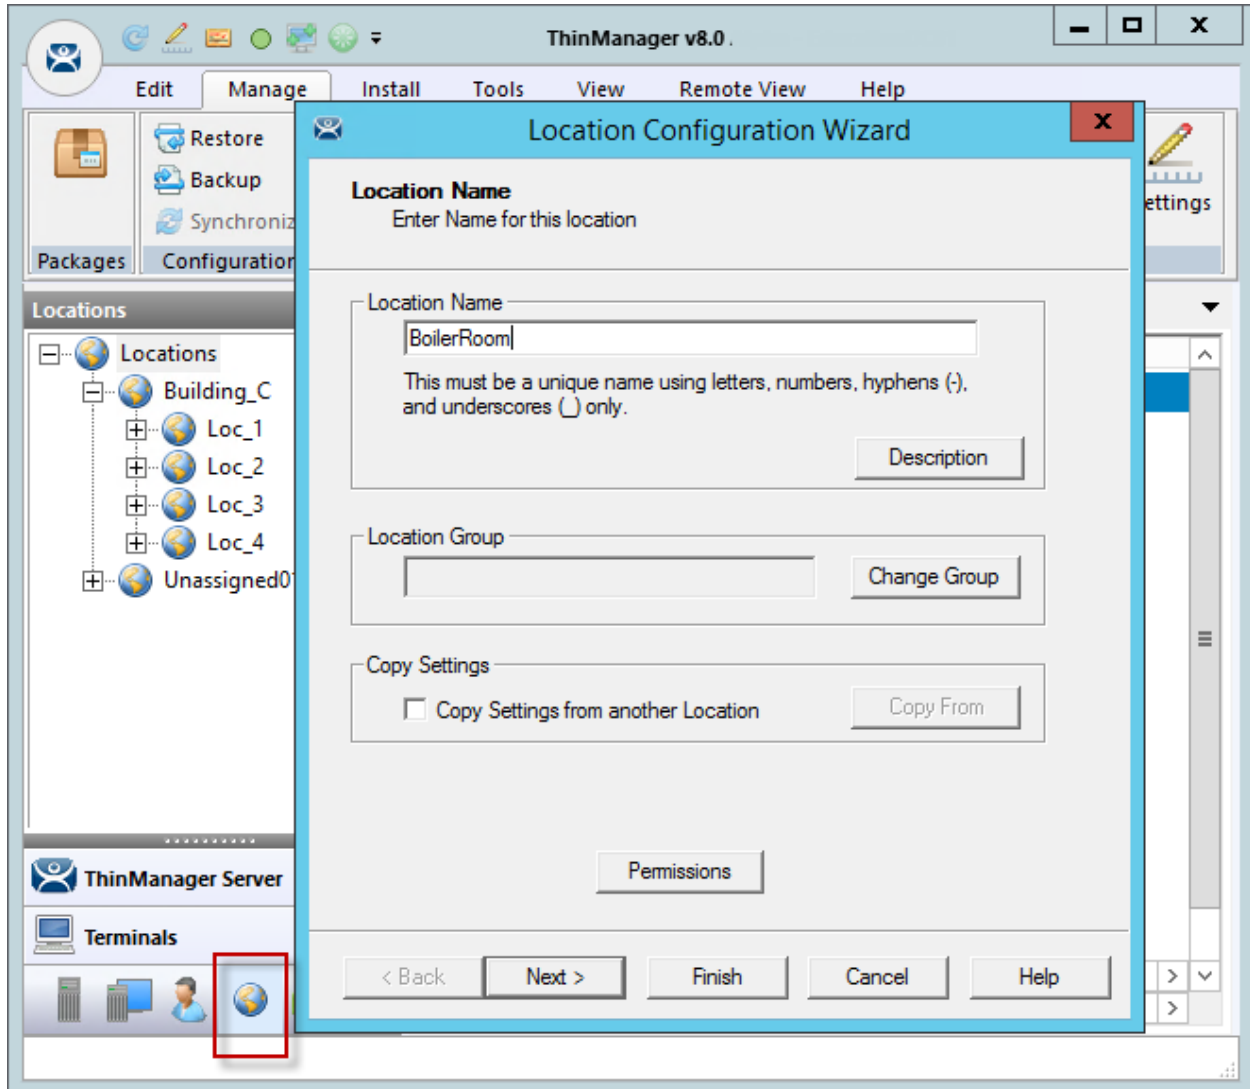 ThinManager v8.0 .
Edit Manage Install Tools View Remote View Help
Restore
Backup
Synchroniz
Packages
Configuration
ettings
Location Configuration Wizard
X
Location Name
Enter Name for this location
Location Name
BoilerRoom
This must be a unique name using letters, numbers, hyphens (-),
and underscores (_) only.
Description
Location Group
Change Group
Copy Settings
Copy Settings from another Location
Copy From
Permissions
< Back
Next >
Finish
Cancel
Help
Locations
Locations
Building_C
Loc_1
Loc_2
Loc_3
Loc_4
Unassigned01
ThinManager Server
Terminals